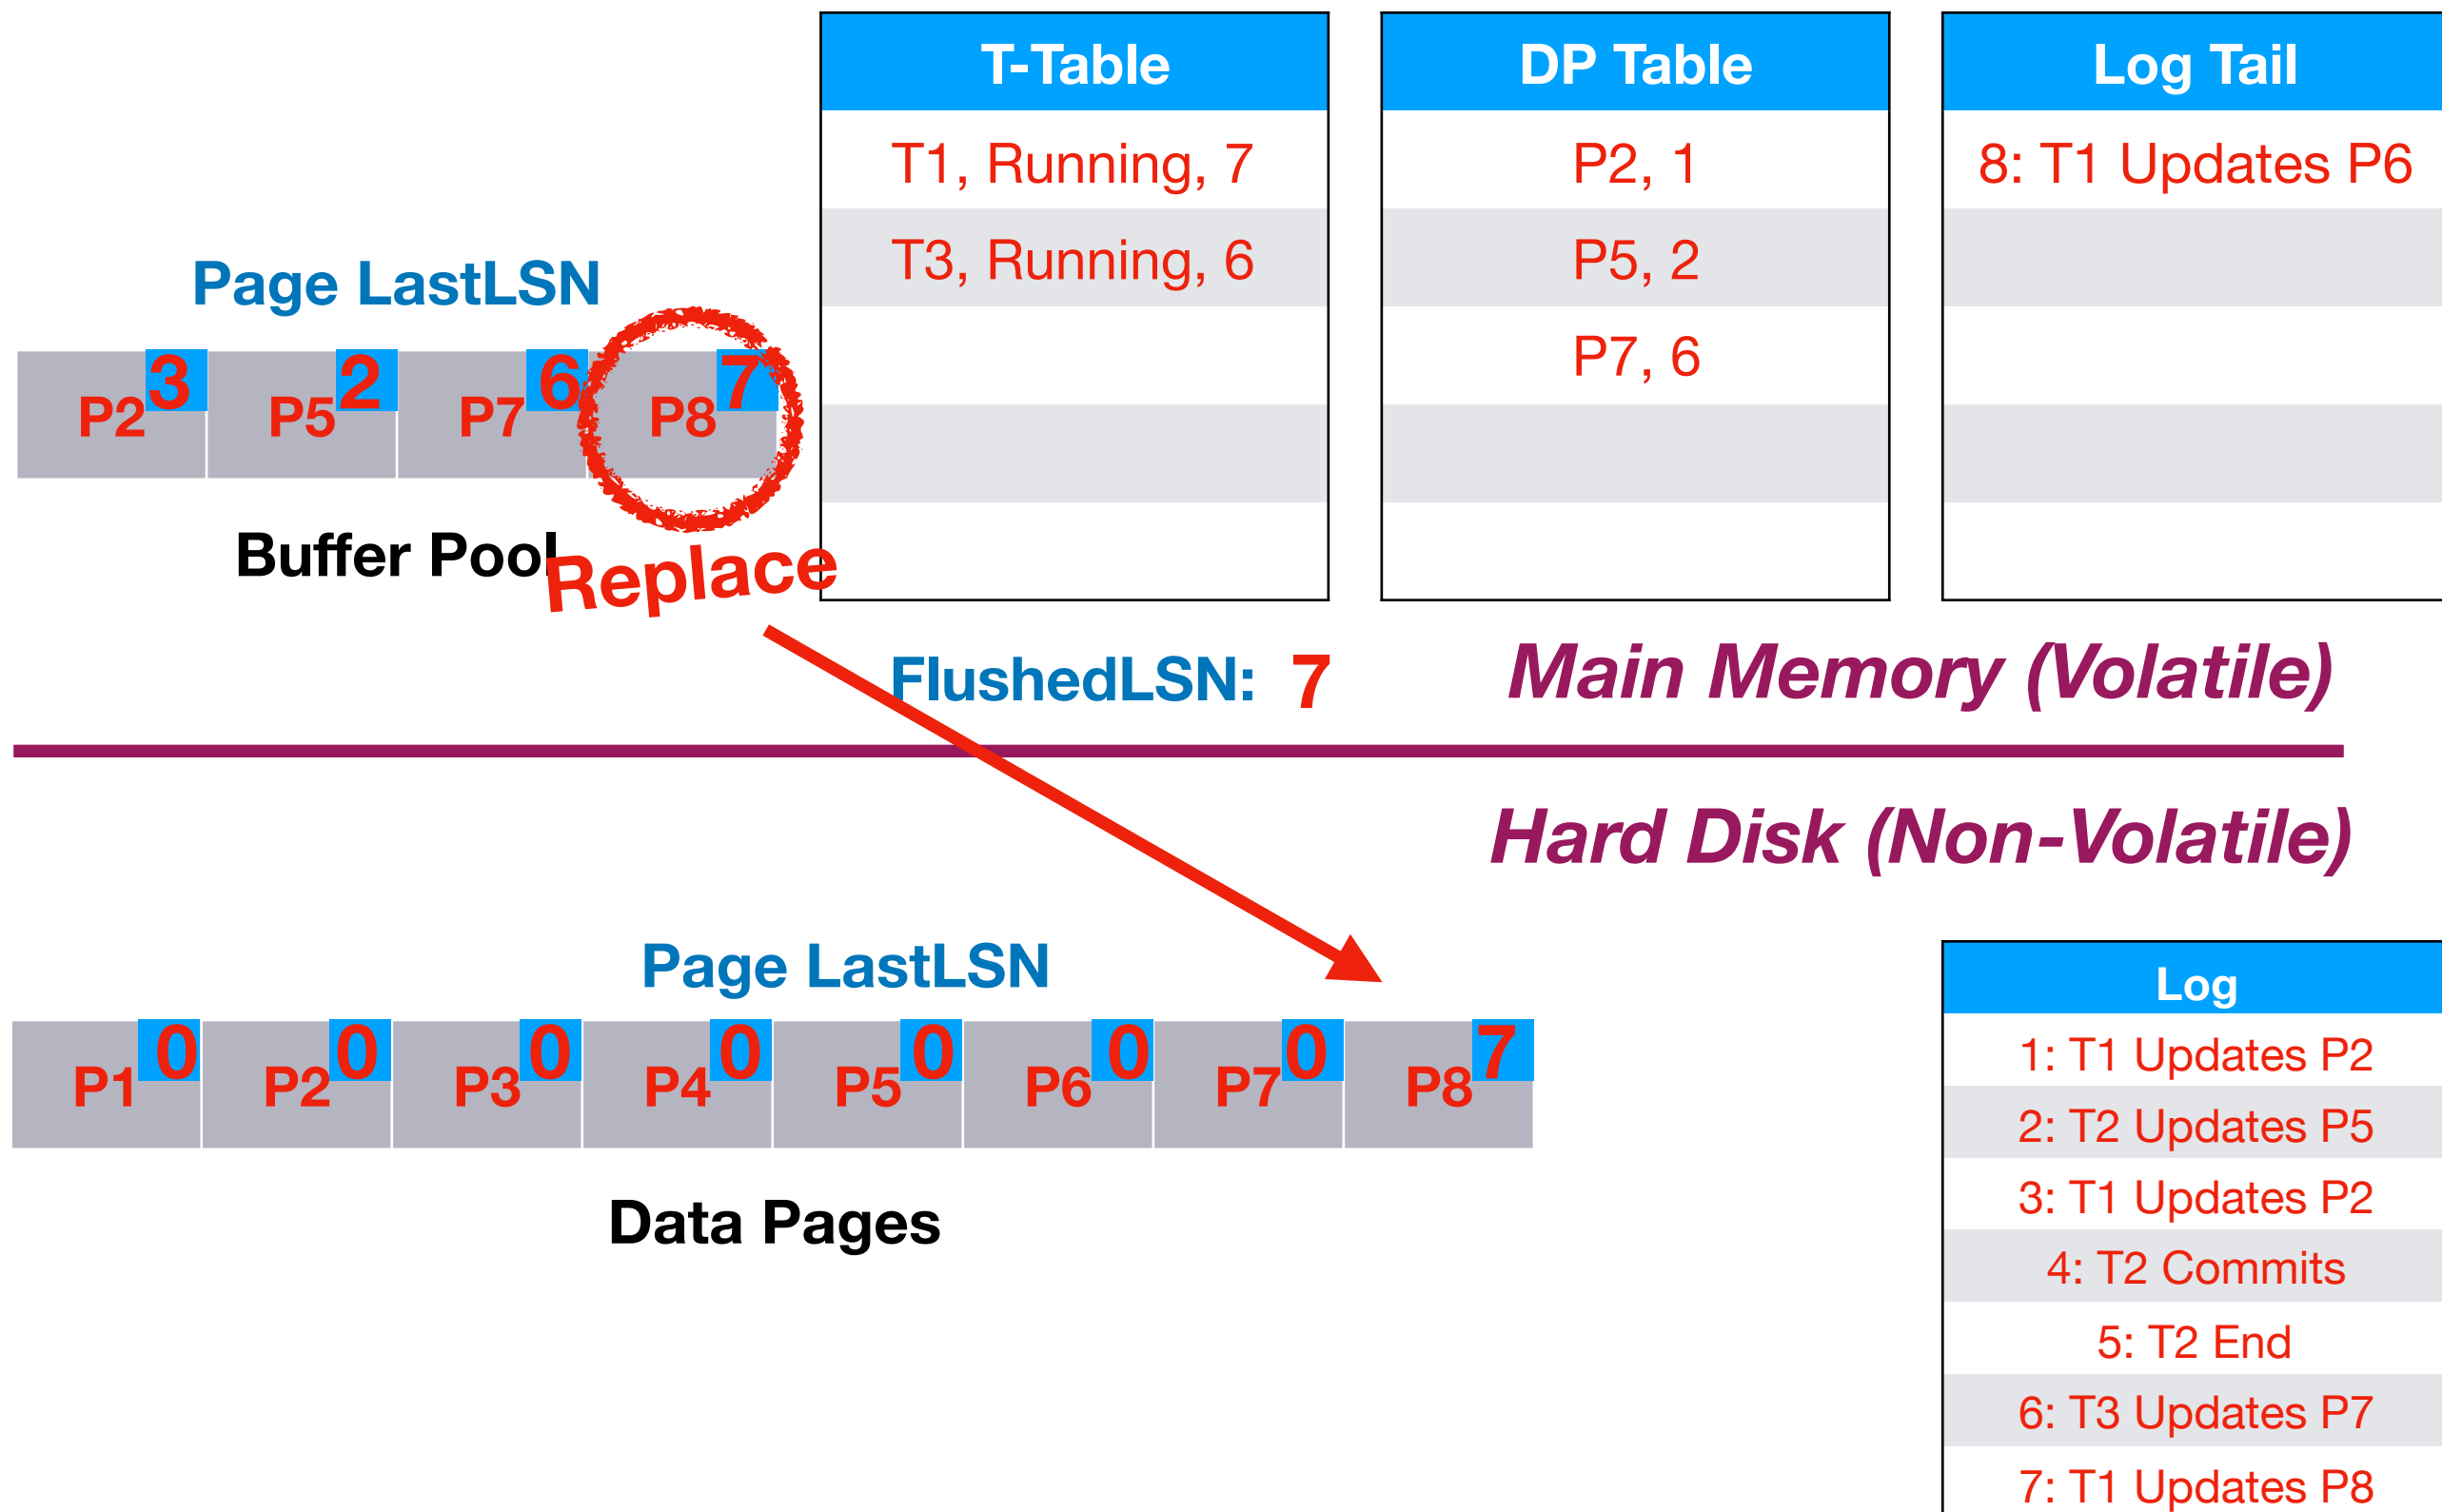 T-Table
T1, Running, 7
T3, Running, 6
DP Table
P2, 1
P5, 2
P7, 6
Log Tail
8: T1 Updates P6
Page LastLSN
P2 3 P5 2 P7 6 P8 7
Buffer Pool
Replace
FlushedLSN: 7
Main Memory (Volatile)
Hard Disk (Non-Volatile)
Page LastLSN
P1 0 P2 0 P3 0 P4 0 P5 0 P6 0 P7 0 P8 7
Data Pages
Log
1: T1 Updates P2
2: T2 Updates P5
3: T1 Updates P2
4: T2 Commits
5: T2 End
6: T3 Updates P7
7: T1 Updates P8